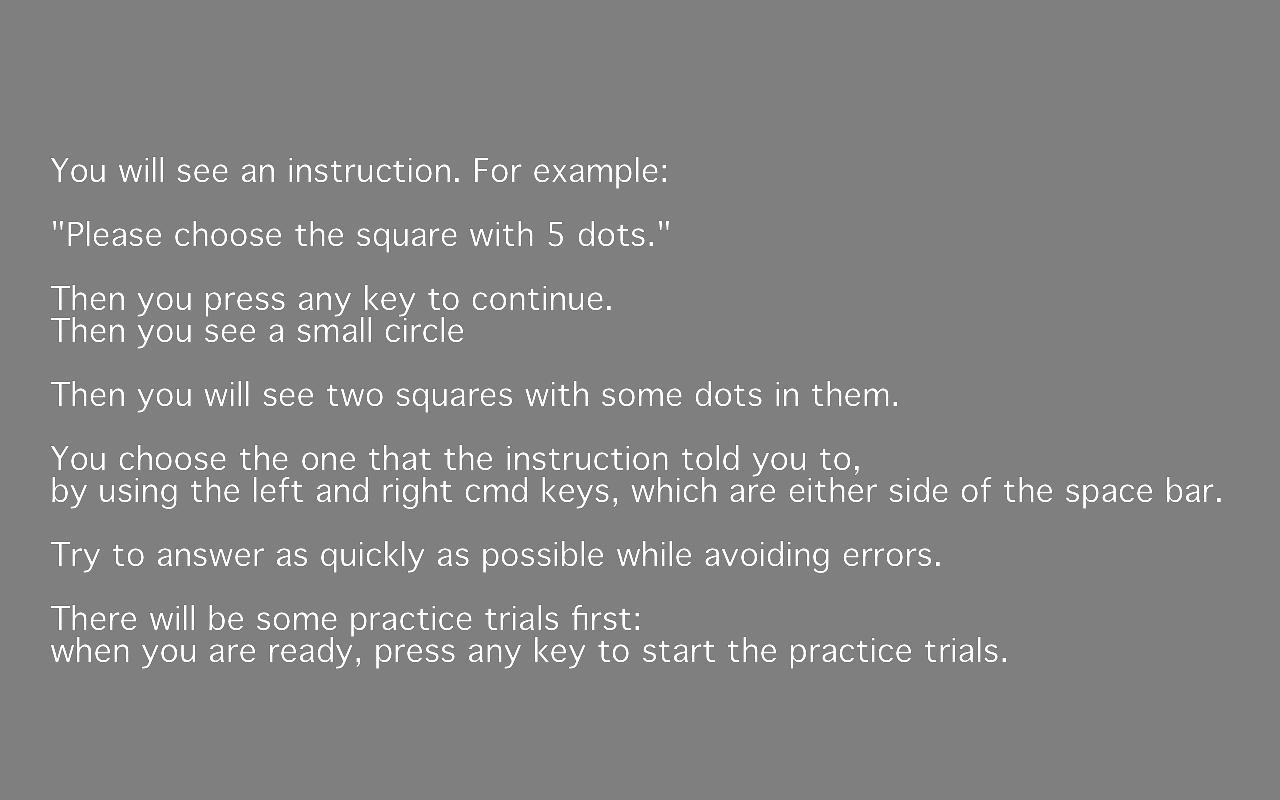 You will see an instruction. For example:
"Please choose the square with 5 dots."
Then you press any key to continue.
Then you see a small circle
Then you will see two squares with some dots in them.
You choose the one that the instruction told you to,
by using the left and right cmd keys, which are either side of the space bar.
Try to answer as quickly as possible while avoiding errors.
There will be some practice trials first:
when you are ready, press any key to start the practice trials.